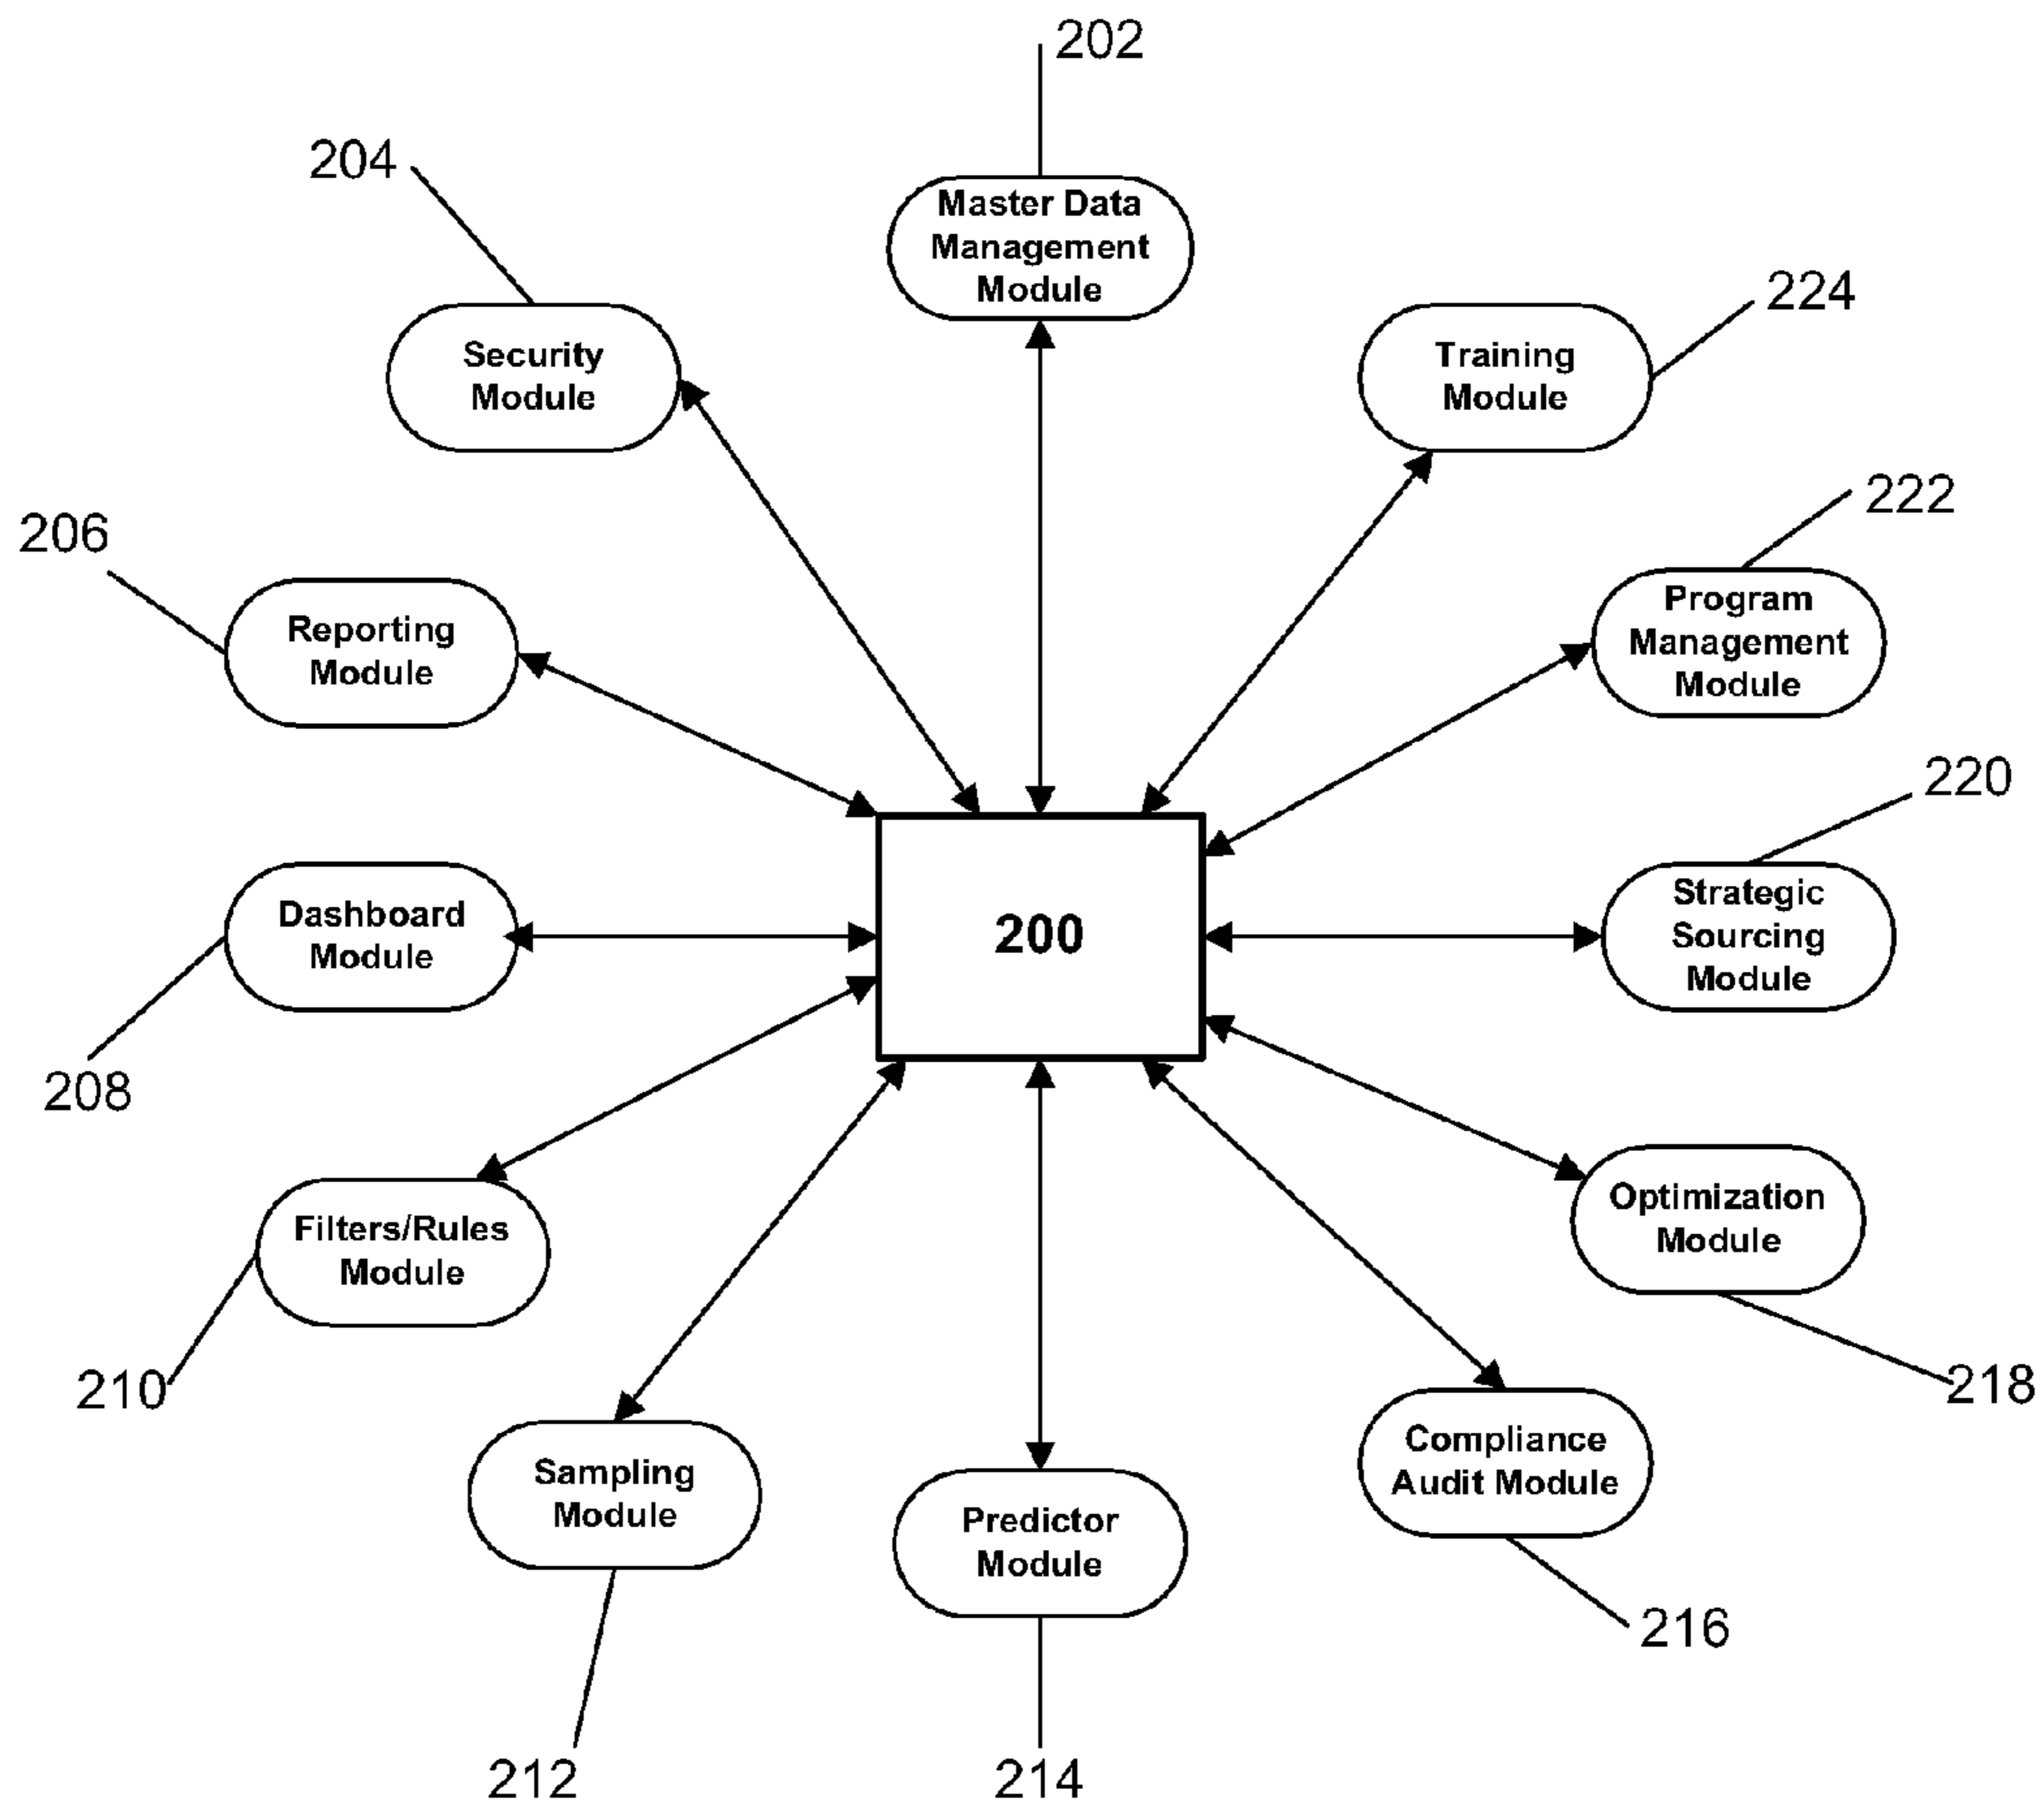 202
204
Master Data
Management
Module
224
Security
Module
Training
Module
222
206
Program
Management
Module
Reporting
Module
220
Strategic
Sourcing
Module
Dashboard
Module
200
208
Optimization
Module
Filters/Rules
Module
210
218
Compliance
Audit Module
Sampling
Module
Predictor
Module
216
212
214